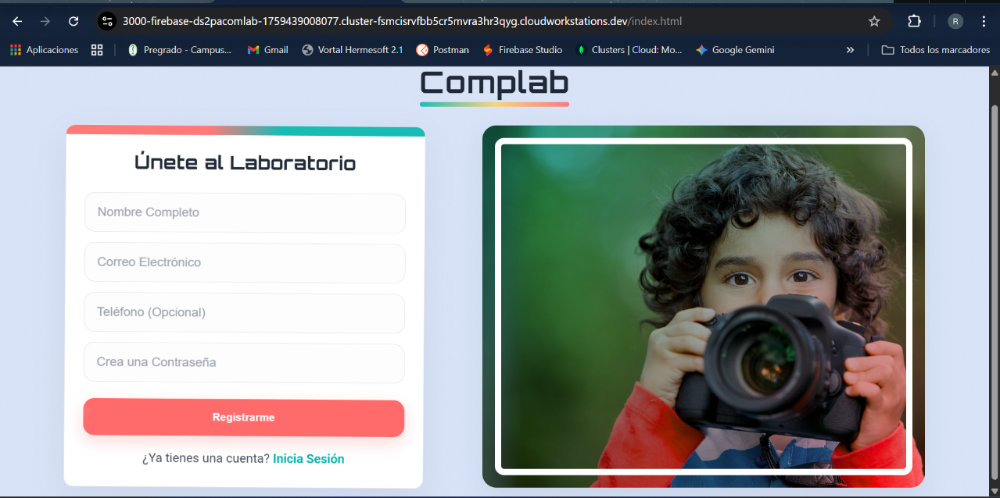 3000-firebase-ds2pacomlab-1759439008077.cluster-fsmcisrvfbb5cr5mvra3hr3qyg.cloudworkstations.dev/index.html
R
Aplicaciones
Pregrado - Campus...
Gmail
Vortal Hermesoft 2.1
Postman
Firebase Studio
Clusters | Cloud: Mo...
Google Gemini
»
Todos los marcadores
Complab
Únete al Laboratorio
Nombre Completo
Correo Electrónico
Teléfono (Opcional)
Crea una Contraseña
Registrarme
¿Ya tienes una cuenta? Inicia Sesión